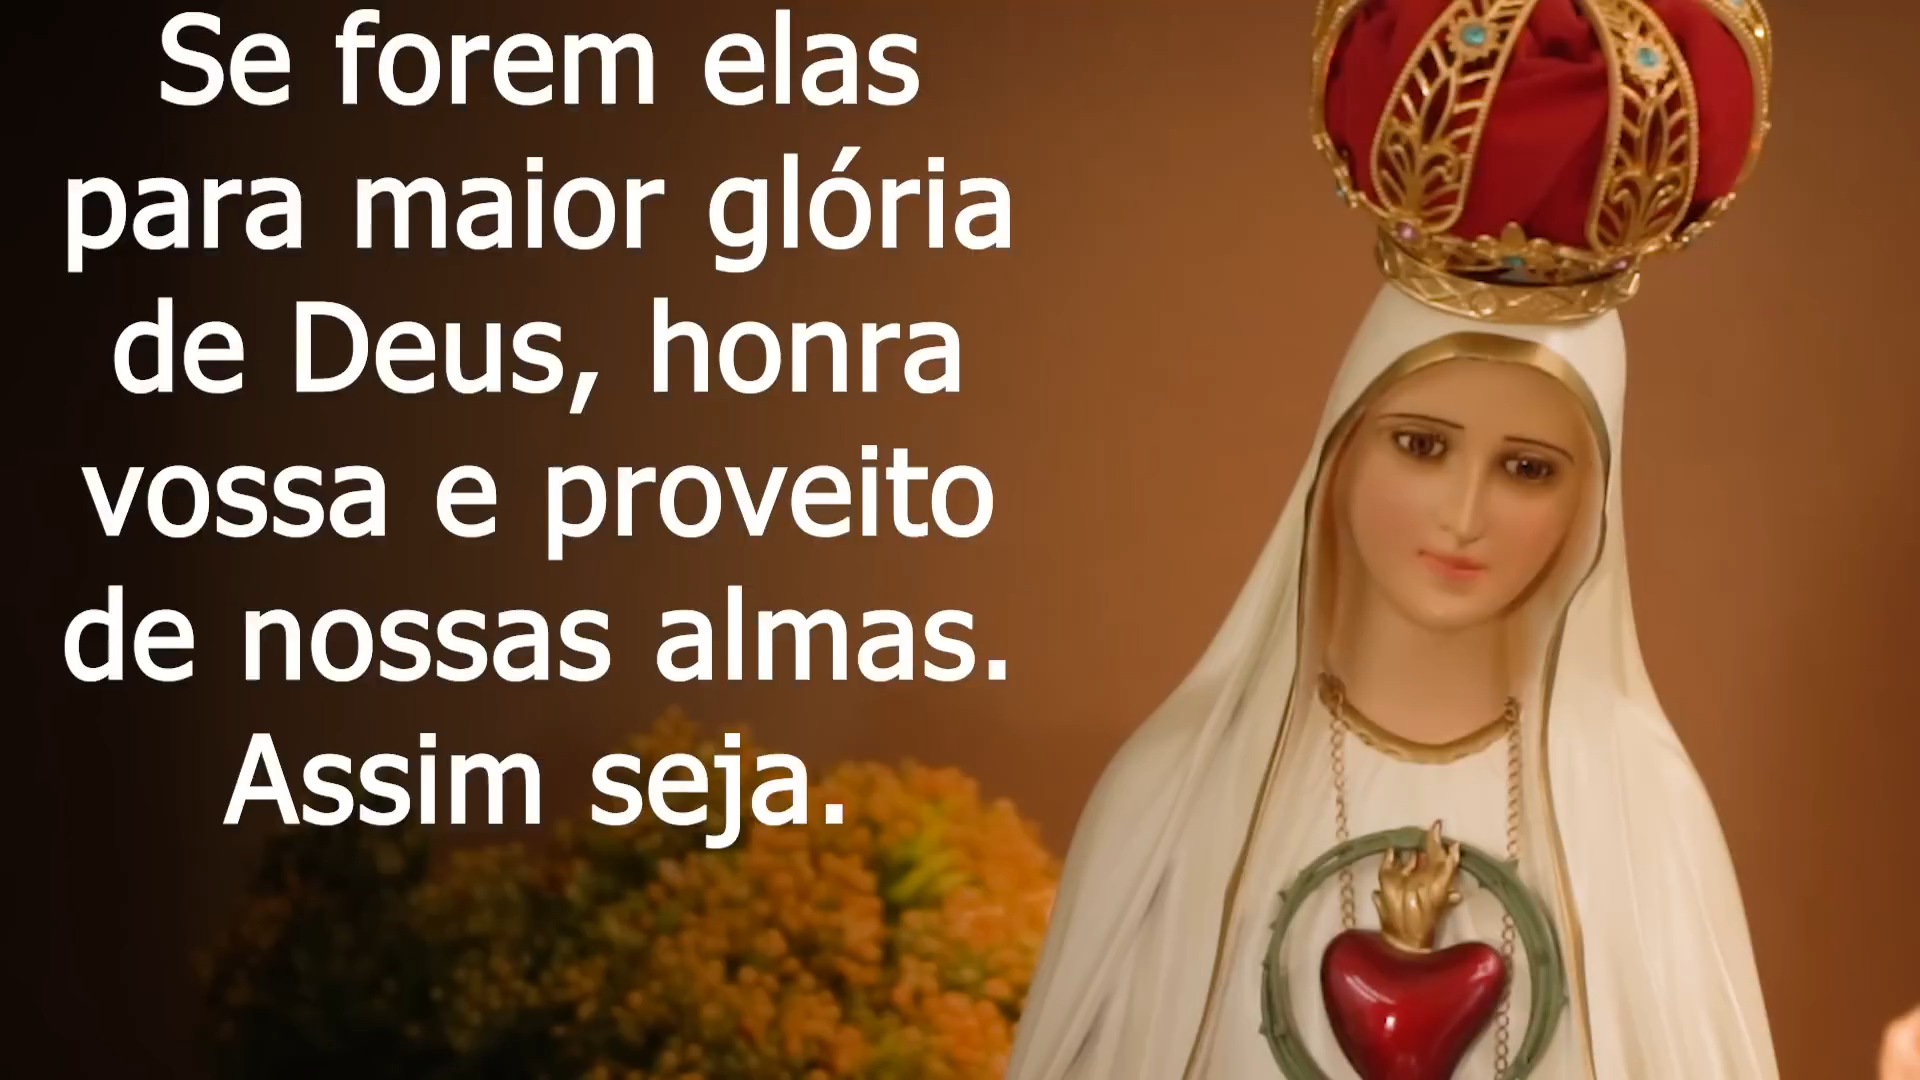 Se forem elas
para maior glória
de Deus, honra
vossa e proveito
de nossas almas.
Assim seja.